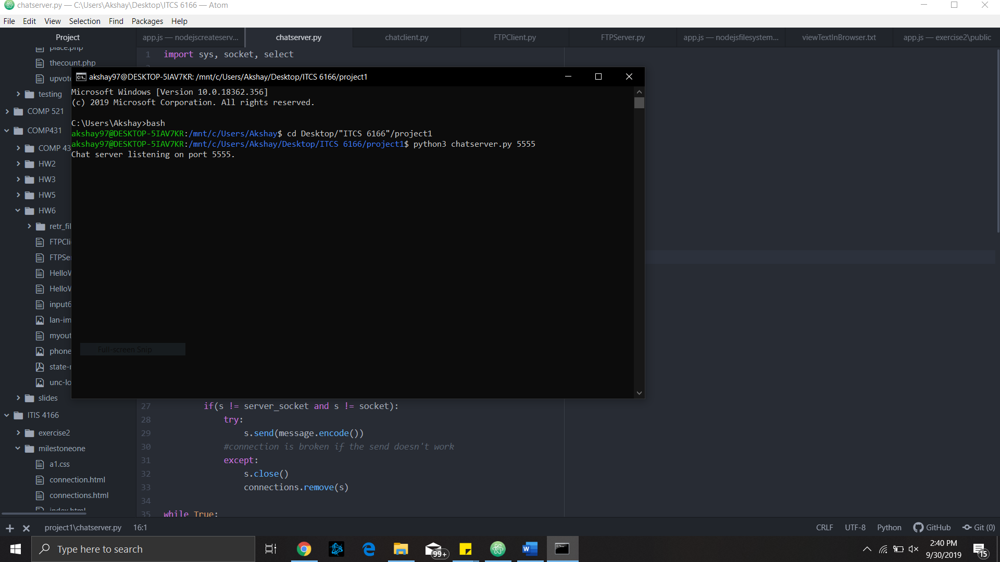 chatserver.py — C:\Users\Akshay\Desktop\ITCS 6166 — Atom
File Edit View Selection Find Packages Help
Project
app.js — nodejscreateserv... chatserver.py chatclient.py FTPClient.py FTPServer.py app.js — nodejsfilesystem... viewTextInBrowser.txt app.js — exercise2\public
place.php
1 import sys, socket, select
thecount.php
upvote
testing
COMP 521
COMP431
COMP 43
HW2
HW3
HW5
HW6
retr_fil
FTPCli
FTPSe
HelloW
HelloW
input6
lan-im
myout
phone
state-r
unc-lo
slides
ITIS 4166
exercise2
milestoneone
a1.css
connection.html
connections.html
index.html
akshay97@DESKTOP-5IAV7KR: /mnt/c/Users/Akshay/Desktop/ITCS 6166/project1
Microsoft Windows [Version 10.0.18362.356]
(c) 2019 Microsoft Corporation. All rights reserved.
C:\Users\Akshay>bash
akshay97@DESKTOP-5IAV7KR:/mnt/c/Users/Akshay$ cd Desktop/"ITCS 6166"/project1
akshay97@DESKTOP-5IAV7KR:/mnt/c/Users/Akshay/Desktop/ITCS 6166/project1$ python3 chatserver.py 5555
Chat server listening on port 5555.
Full-screen Snip
27 if(s != server_socket and s != socket):
28 try:
29 s.send(message.encode())
30 #connection is broken if the send doesn't work
31 except:
32 s.close()
33 connections.remove(s)
34
35 while True:
project1\chatserver.py 16:1 CRLF UTF-8 Python GitHub Git (0)
Type here to search
99+
2:40 PM
9/30/2019
15